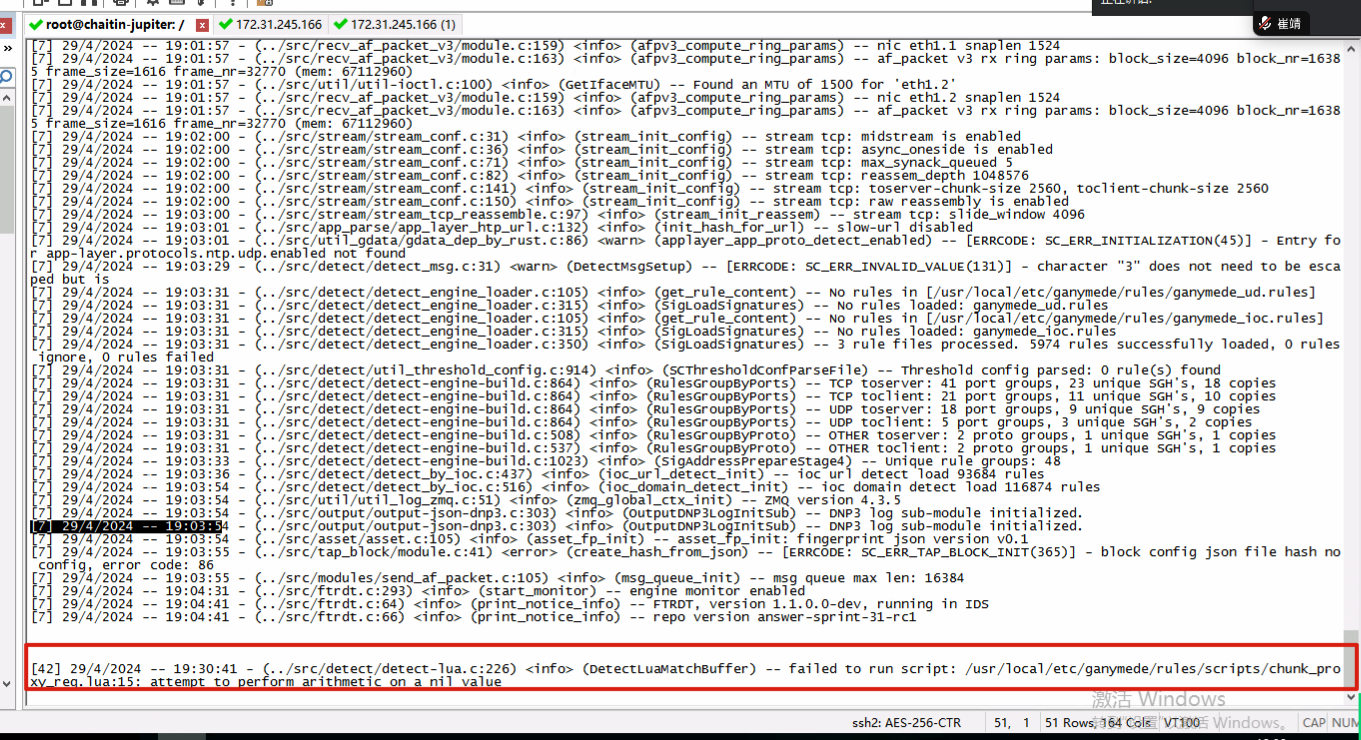 正在讲话:
崔靖
root@chaitin-jupiter: / 172.31.245.166 172.31.245.166 (1)
[7] 29/4/2024 -- 19:01:57 - (../src/recv_af_packet_v3/module.c:159) <info> (afpv3_compute_ring_params) -- nic eth1.1 snaplen 1524
[7] 29/4/2024 -- 19:01:57 - (../src/recv_af_packet_v3/module.c:163) <info> (afpv3_compute_ring_params) -- af_packet v3 rx ring params: block_size=4096 block_nr=1638
5 frame_size=1616 frame_nr=32770 (mem: 67112960)
[7] 29/4/2024 -- 19:01:57 - (../src/util/util-ioctl.c:100) <info> (GetIfaceMTU) -- Found an MTU of 1500 for 'eth1.2'
[7] 29/4/2024 -- 19:01:57 - (../src/recv_af_packet_v3/module.c:159) <info> (afpv3_compute_ring_params) -- nic eth1.2 snaplen 1524
[7] 29/4/2024 -- 19:01:57 - (../src/recv_af_packet_v3/module.c:163) <info> (afpv3_compute_ring_params) -- af_packet v3 rx ring params: block_size=4096 block_nr=1638
5 frame_size=1616 frame_nr=32770 (mem: 67112960)
[7] 29/4/2024 -- 19:02:00 - (../src/stream/stream_conf.c:31) <info> (stream_init_config) -- stream tcp: midstream is enabled
[7] 29/4/2024 -- 19:02:00 - (../src/stream/stream_conf.c:36) <info> (stream_init_config) -- stream tcp: async_oneside is enabled
[7] 29/4/2024 -- 19:02:00 - (../src/stream/stream_conf.c:71) <info> (stream_init_config) -- stream tcp: max_synack_queued 5
[7] 29/4/2024 -- 19:02:00 - (../src/stream/stream_conf.c:82) <info> (stream_init_config) -- stream tcp: reassem_depth 1048576
[7] 29/4/2024 -- 19:02:00 - (../src/stream/stream_conf.c:141) <info> (stream_init_config) -- stream tcp: toserver-chunk-size 2560, toclient-chunk-size 2560
[7] 29/4/2024 -- 19:02:00 - (../src/stream/stream_conf.c:150) <info> (stream_init_config) -- stream tcp: raw reassembly is enabled
[7] 29/4/2024 -- 19:03:00 - (../src/stream/stream_tcp_reassemble.c:97) <info> (stream_init_reassem) -- stream tcp: slide_window 4096
[7] 29/4/2024 -- 19:03:01 - (../src/app_parse/app_layer_htp_url.c:132) <info> (init_hash_for_url) -- slow-url disabled
[7] 29/4/2024 -- 19:03:01 - (../src/util_gdata/gdata_dep_by_rust.c:86) <warn> (applayer_app_proto_detect_enabled) -- [ERRCODE: SC_ERR_INITIALIZATION(45)] - Entry fo
r app-layer.protocols.ntp.udp.enabled not found
[7] 29/4/2024 -- 19:03:29 - (../src/detect/detect_msg.c:31) <warn> (DetectMsgSetup) -- [ERRCODE: SC_ERR_INVALID_VALUE(131)] - character "3" does not need to be esca
ped but is
[7] 29/4/2024 -- 19:03:31 - (../src/detect/detect_engine_loader.c:105) <info> (get_rule_content) -- No rules in [/usr/local/etc/ganymede/rules/ganymede_ud.rules]
[7] 29/4/2024 -- 19:03:31 - (../src/detect/detect_engine_loader.c:315) <info> (SigLoadSignatures) -- No rules loaded: ganymede_ud.rules
[7] 29/4/2024 -- 19:03:31 - (../src/detect/detect_engine_loader.c:105) <info> (get_rule_content) -- No rules in [/usr/local/etc/ganymede/rules/ganymede_ioc.rules]
[7] 29/4/2024 -- 19:03:31 - (../src/detect/detect_engine_loader.c:315) <info> (SigLoadSignatures) -- No rules loaded: ganymede_ioc.rules
[7] 29/4/2024 -- 19:03:31 - (../src/detect/detect_engine_loader.c:350) <info> (SigLoadSignatures) -- 3 rule files processed. 5974 rules successfully loaded, 0 rules
ignore, 0 rules failed
[7] 29/4/2024 -- 19:03:31 - (../src/detect/util_threshold_config.c:914) <info> (SCThresholdConfParseFile) -- Threshold config parsed: 0 rule(s) found
[7] 29/4/2024 -- 19:03:31 - (../src/detect/detect-engine-build.c:864) <info> (RulesGroupByPorts) -- TCP toserver: 41 port groups, 23 unique SGH's, 18 copies
[7] 29/4/2024 -- 19:03:31 - (../src/detect/detect-engine-build.c:864) <info> (RulesGroupByPorts) -- TCP toclient: 21 port groups, 11 unique SGH's, 10 copies
[7] 29/4/2024 -- 19:03:31 - (../src/detect/detect-engine-build.c:864) <info> (RulesGroupByPorts) -- UDP toserver: 18 port groups, 9 unique SGH's, 9 copies
[7] 29/4/2024 -- 19:03:31 - (../src/detect/detect-engine-build.c:864) <info> (RulesGroupByPorts) -- UDP toclient: 5 port groups, 3 unique SGH's, 2 copies
[7] 29/4/2024 -- 19:03:31 - (../src/detect/detect-engine-build.c:508) <info> (RulesGroupByProto) -- OTHER toserver: 2 proto groups, 1 unique SGH's, 1 copies
[7] 29/4/2024 -- 19:03:31 - (../src/detect/detect-engine-build.c:537) <info> (RulesGroupByProto) -- OTHER toclient: 2 proto groups, 1 unique SGH's, 1 copies
[7] 29/4/2024 -- 19:03:33 - (../src/detect/detect-engine-build.c:1023) <info> (SigAddressPrepareStage4) -- Unique rule groups: 48
[7] 29/4/2024 -- 19:03:36 - (../src/detect/detect_by_ioc.c:437) <info> (ioc_url_detect_init) -- ioc url detect load 93684 rules
[7] 29/4/2024 -- 19:03:54 - (../src/detect/detect_by_ioc.c:516) <info> (ioc_domain_detect_init) -- ioc domain detect load 116874 rules
[7] 29/4/2024 -- 19:03:54 - (../src/util/util_log_zmq.c:51) <info> (zmq_global_ctx_init) -- ZMQ version 4.3.5
[7] 29/4/2024 -- 19:03:54 - (../src/output/output-json-dnp3.c:303) <info> (OutputDNP3LogInitSub) -- DNP3 log sub-module initialized.
[7] 29/4/2024 -- 19:03:54 - (../src/output/output-json-dnp3.c:303) <info> (OutputDNP3LogInitSub) -- DNP3 log sub-module initialized.
[7] 29/4/2024 -- 19:03:54 - (../src/asset/asset.c:105) <info> (asset_fp_init) -- asset_fp_init: fingerprint json version v0.1
[7] 29/4/2024 -- 19:03:55 - (../src/tap_block/module.c:41) <error> (create_hash_from_json) -- [ERRCODE: SC_ERR_TAP_BLOCK_INIT(365)] - block config json file hash no
config, error code: 86
[7] 29/4/2024 -- 19:03:55 - (../src/modules/send_af_packet.c:105) <info> (msg_queue_init) -- msg queue max len: 16384
[7] 29/4/2024 -- 19:04:31 - (../src/ftrdt.c:293) <info> (start_monitor) -- engine monitor enabled
[7] 29/4/2024 -- 19:04:41 - (../src/ftrdt.c:64) <info> (print_notice_info) -- FTRDT, version 1.1.0.0-dev, running in IDS
[7] 29/4/2024 -- 19:04:41 - (../src/ftrdt.c:66) <info> (print_notice_info) -- repo version answer-sprint-31-rc1
[42] 29/4/2024 -- 19:30:41 - (../src/detect/detect-lua.c:226) <info> (DetectLuaMatchBuffer) -- failed to run script: /usr/local/etc/ganymede/rules/scripts/chunk_pro
xy_req.lua:15: attempt to perform arithmetic on a nil value
激活 Windows
转到"设置"以激活 Windows。
ssh2: AES-256-CTR 51, 1 51 Rows, 164 Cols VT100 CAP NUM